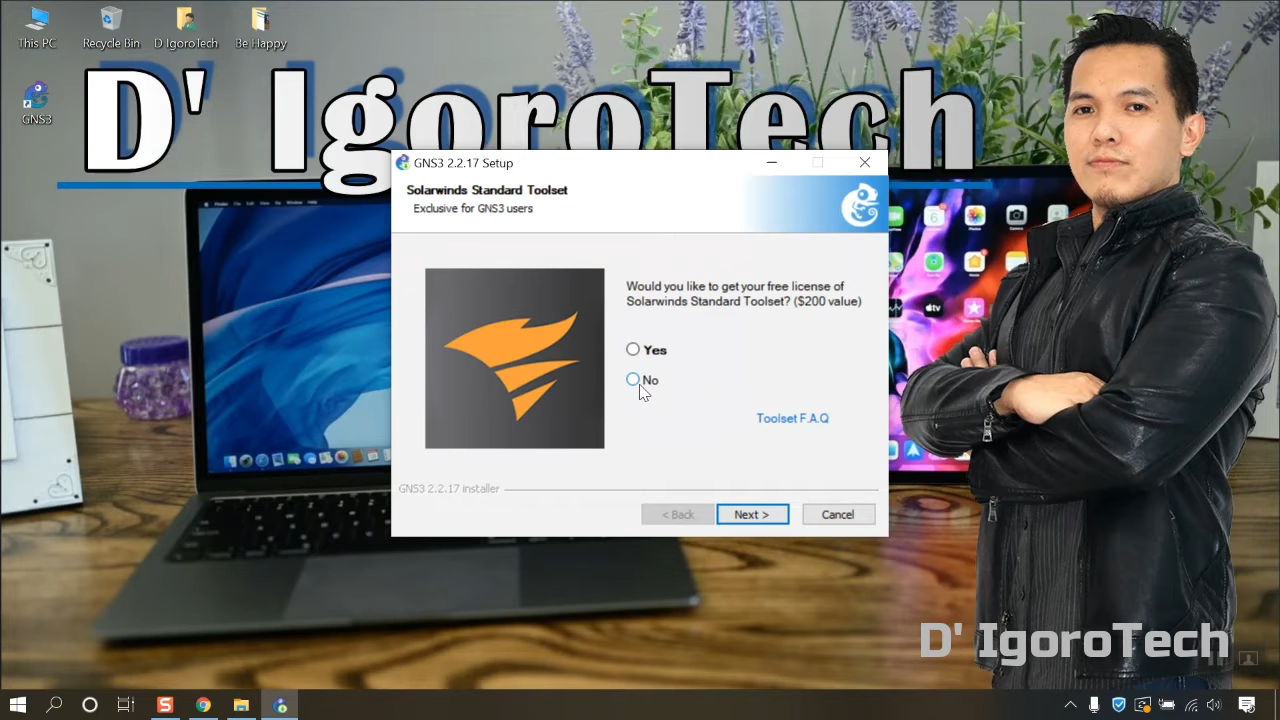 This PC
Recycle Bin
D IgoroTech
Be Happy
GNS3
D' IgoroTech
GNS3 2.2.17 Setup
Solarwinds Standard Toolset
Exclusive for GNS3 users
Would you like to get your free license of
Solarwinds Standard Toolset? ($200 value)
Yes
No
Toolset F.A.Q
GNS3 2.2.17 installer
< Back
Next >
Cancel
D' IgoroTech